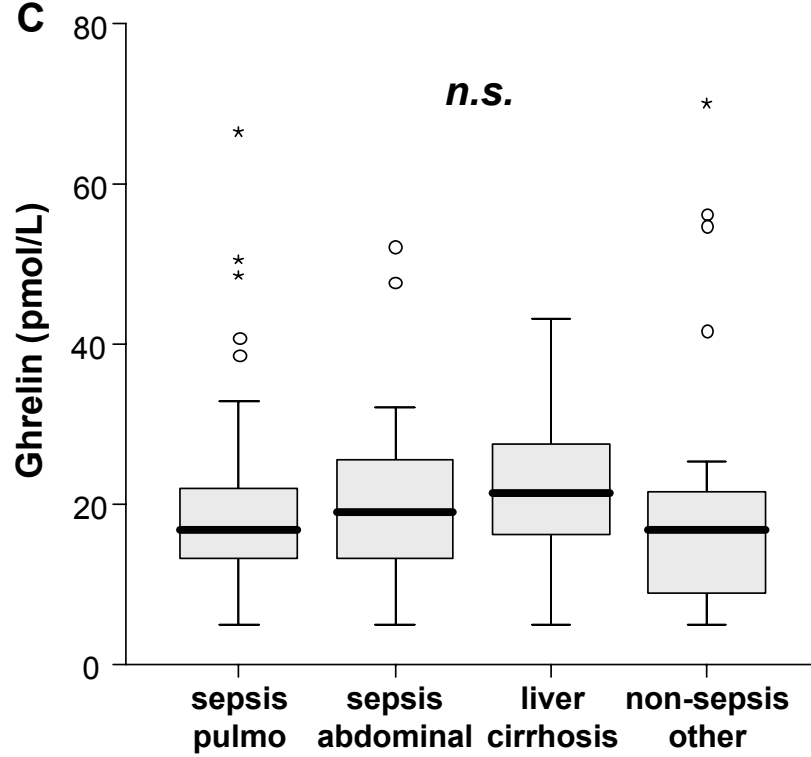 C
80
n.s.
60
40
20
0
Ghrelin (pmol/L)
sepsis pulmo
sepsis abdominal
liver cirrhosis
non-sepsis other